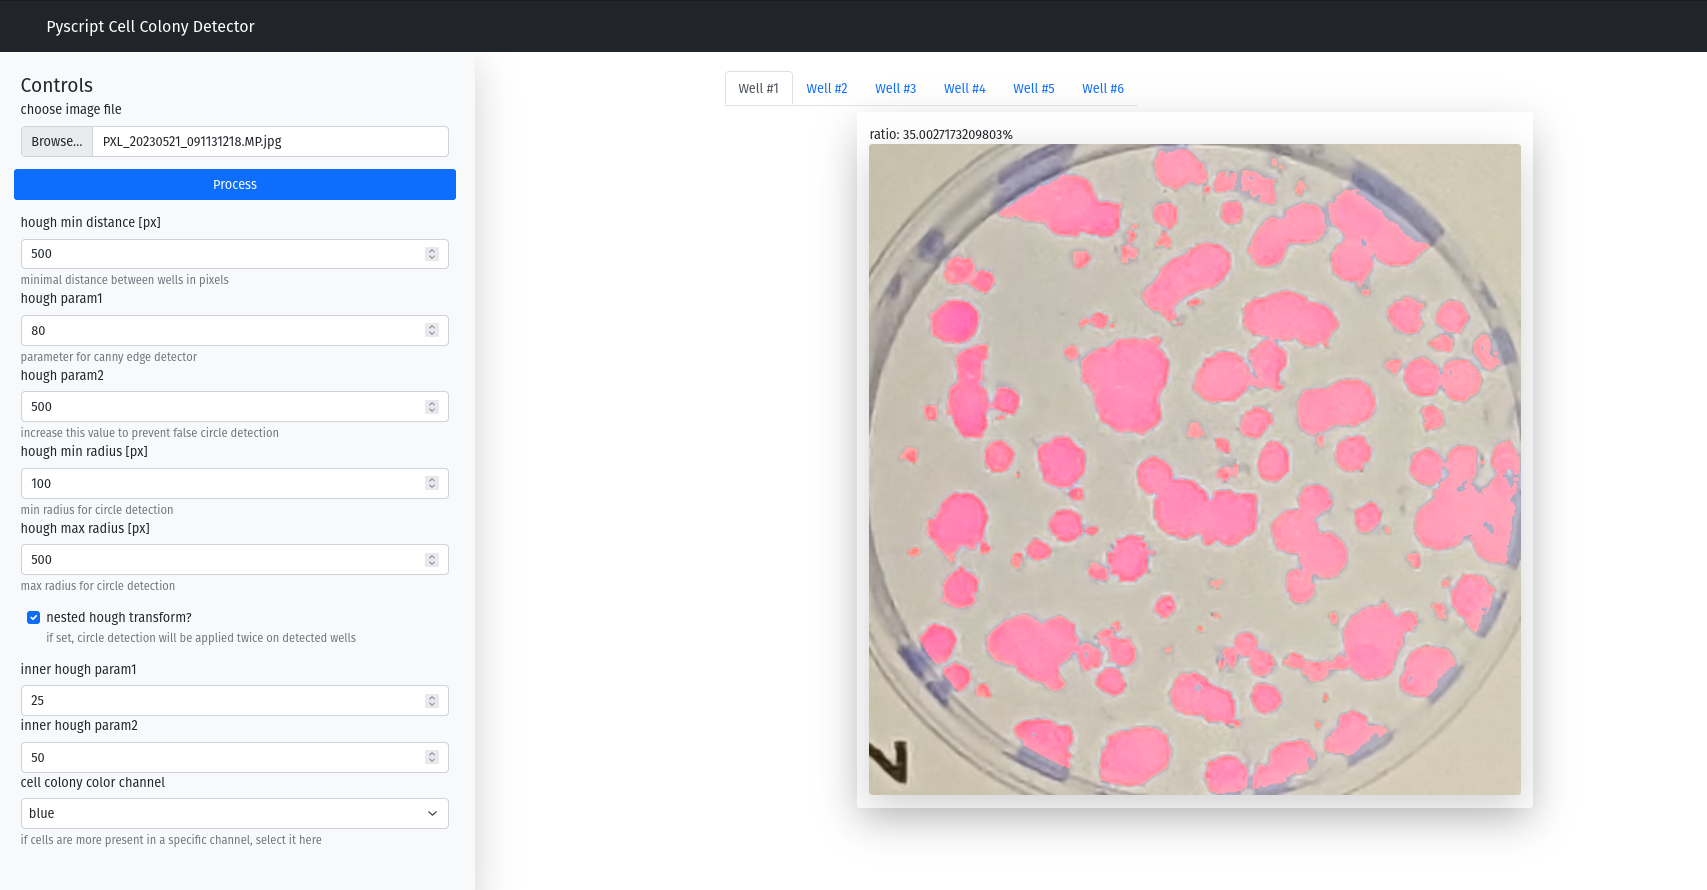 Pyscript Cell Colony Detector
Controls
choose image file
Browse... PXL_20230521_091131218.MP.jpg
Process
hough min distance [px]
500
minimal distance between wells in pixels
hough param1
80
parameter for canny edge detector
hough param2
500
increase this value to prevent false circle detection
hough min radius [px]
100
min radius for circle detection
hough max radius [px]
500
max radius for circle detection
nested hough transform?
if set, circle detection will be applied twice on detected wells
inner hough param1
25
inner hough param2
50
cell colony color channel
blue
if cells are more present in a specific channel, select it here
Well #1 Well #2 Well #3 Well #4 Well #5 Well #6
ratio: 35.0027173209803%